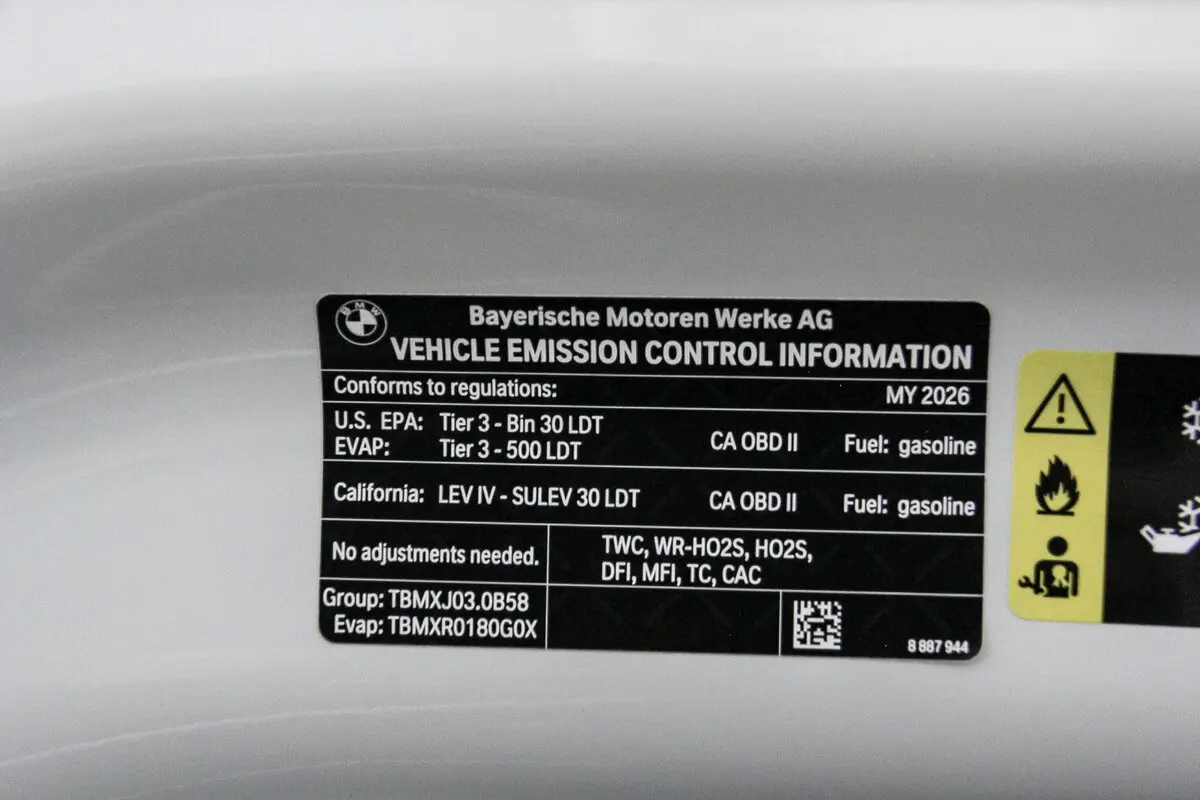 BMW
Bayerische Motoren Werke AG
VEHICLE EMISSION CONTROL INFORMATION
Conforms to regulations: MY 2026
U.S. EPA: Tier 3 - Bin 30 LDT
EVAP: Tier 3 - 500 LDT
CA OBD II Fuel: gasoline
California: LEV IV - SULEV 30 LDT CA OBD II Fuel: gasoline
No adjustments needed.
TWC, WR-HO2S, HO2S,
DFI, MFI, TC, CAC
Group: TBMXJ03.0B58
Evap: TBMXR0180G0X
8 887 944